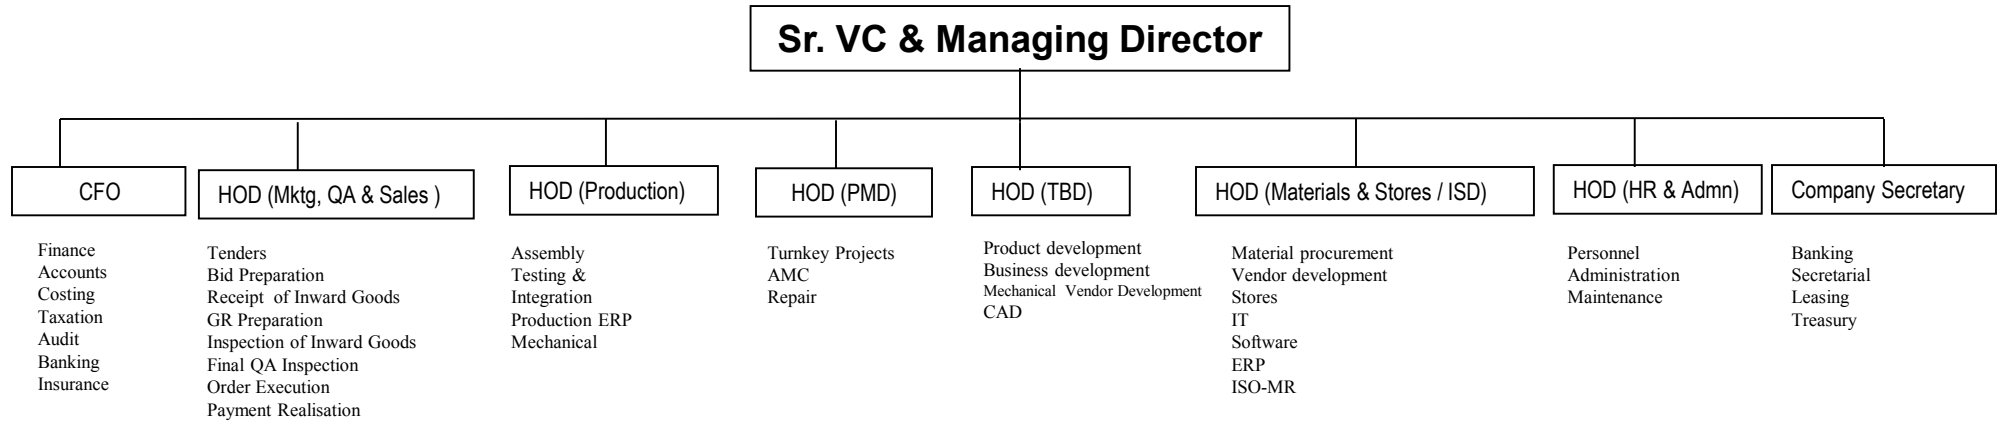 Sr. VC & Managing Director
CFO
Finance
Accounts
Costing
Taxation
Audit
Banking
Insurance
HOD (Mktg, QA & Sales )
Tenders
Bid Preparation
Receipt of Inward Goods
GR Preparation
Inspection of Inward Goods
Final QA Inspection
Order Execution
Payment Realisation
HOD (Production)
Assembly
Testing &
Integration
Production ERP
Mechanical
HOD (PMD)
Turnkey Projects
AMC
Repair
HOD (TBD)
Product development
Business development
Mechanical Vendor Development
CAD
HOD (Materials & Stores / ISD)
Material procurement
Vendor development
Stores
IT
Software
ERP
ISO-MR
HOD (HR & Admn)
Personnel
Administration
Maintenance
Company Secretary
Banking
Secretarial
Leasing
Treasury